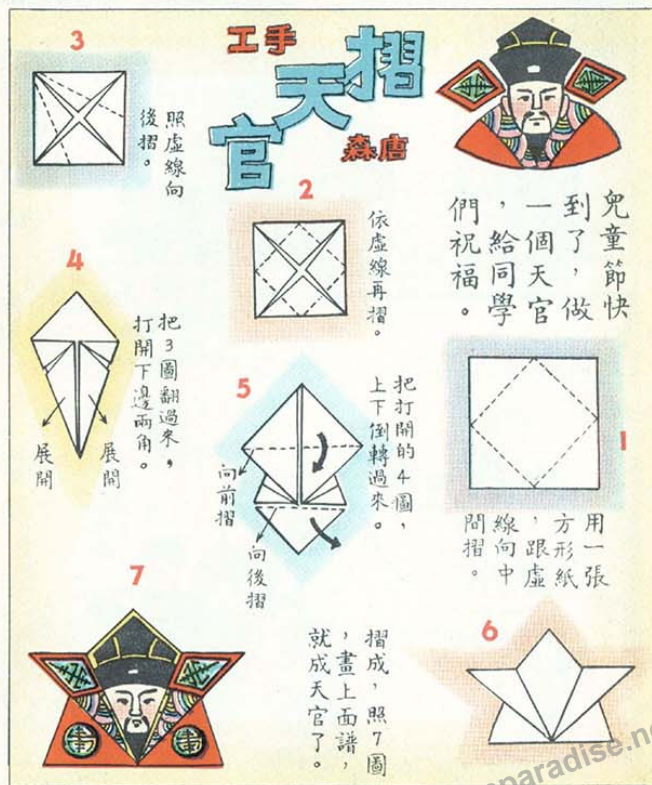 手工
摺天官
唐森
兒童節快
到了，做
一個天官
，給同學
們祝福。
1
用一張
方形紙
，跟虛
線向中
間摺。
2
依虛線再摺。
3
照虛線向
後摺。
4
把3圖翻過來，
打開下邊兩角。
展開
展開
5
把打開的4圖，
上下倒轉過來。
向前摺
向後摺
6
7
摺成，照7圖
，畫上面譜，
就成天官了。
paradise.ne